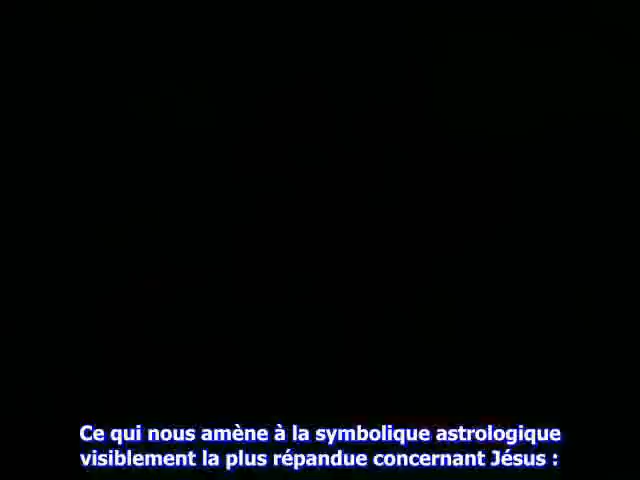 Ce qui nous amène à la symbolique astrologique
visiblement la plus répandue concernant Jésus :